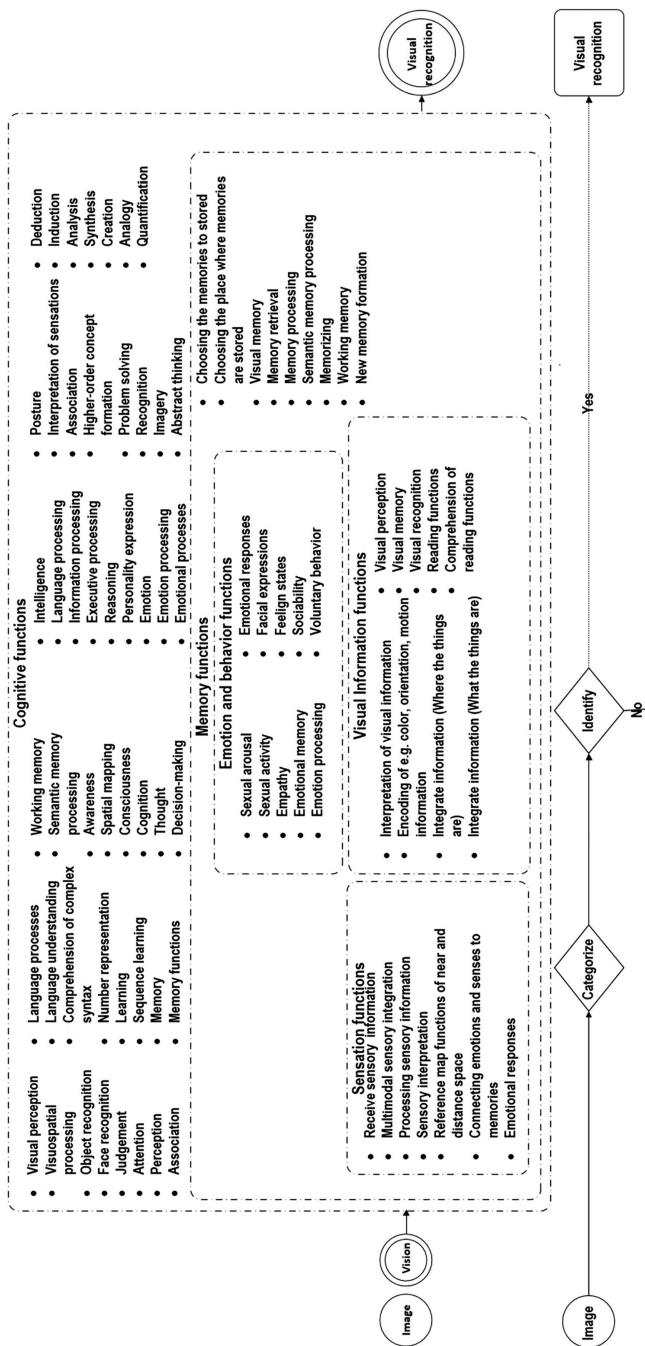 Cognitive functions
• Visual perception
• Visuospatial
processing
• Object recognition
• Face recognition
• Judgement
• Attention
• Perception
• Association
• Language processes
• Language understanding
• Comprehension of complex
syntax
• Number representation
• Learning
• Sequence learning
• Memory
• Memory functions
• Working memory
• Semantic memory
processing
• Awareness
• Spatial mapping
• Consciousness
• Cognition
• Thought
• Decision-making
• Intelligence
• Language processing
• Information processing
• Executive processing
• Reasoning
• Personality expression
• Emotion
• Emotion processing
• Emotional processes
• Posture
• Interpretation of sensations
• Association
• Higher-order concept
formation
• Problem solving
• Recognition
• Imagery
• Abstract thinking
• Deduction
• Induction
• Analysis
• Synthesis
• Creation
• Analogy
• Quantification
Memory functions
Emotion and behavior functions
• Sexual arousal
• Sexual activity
• Empathy
• Emotional memory
• Emotion processing
• Emotional responses
• Facial expressions
• Feelign states
• Sociability
• Voluntary behavior
• Choosing the memories to stored
• Choosing the place where memories
are stored
• Visual memory
• Memory retrieval
• Memory processing
• Semantic memory processing
• Memorizing
• Working memory
• New memory formation
Sensation functions
• Receive sensory information
• Multimodal sensory integration
• Processing sensory information
• Sensory interpretation
• Reference map functions of near and
distance space
• Connecting emotions and senses to
memories
• Emotional responses
Visual Information functions
• Interpretation of visual information
• Encoding of e.g. color, orientation, motion
information
• Integrate information (Where the things
are)
• Integrate information (What the things are)
• Visual perception
• Visual memory
• Visual recognition
• Reading functions
• Comprehension of
reading functions
Image
Vision
Visual
recognition
Image
Categorize
Identify
Yes
No
Visual
recognition